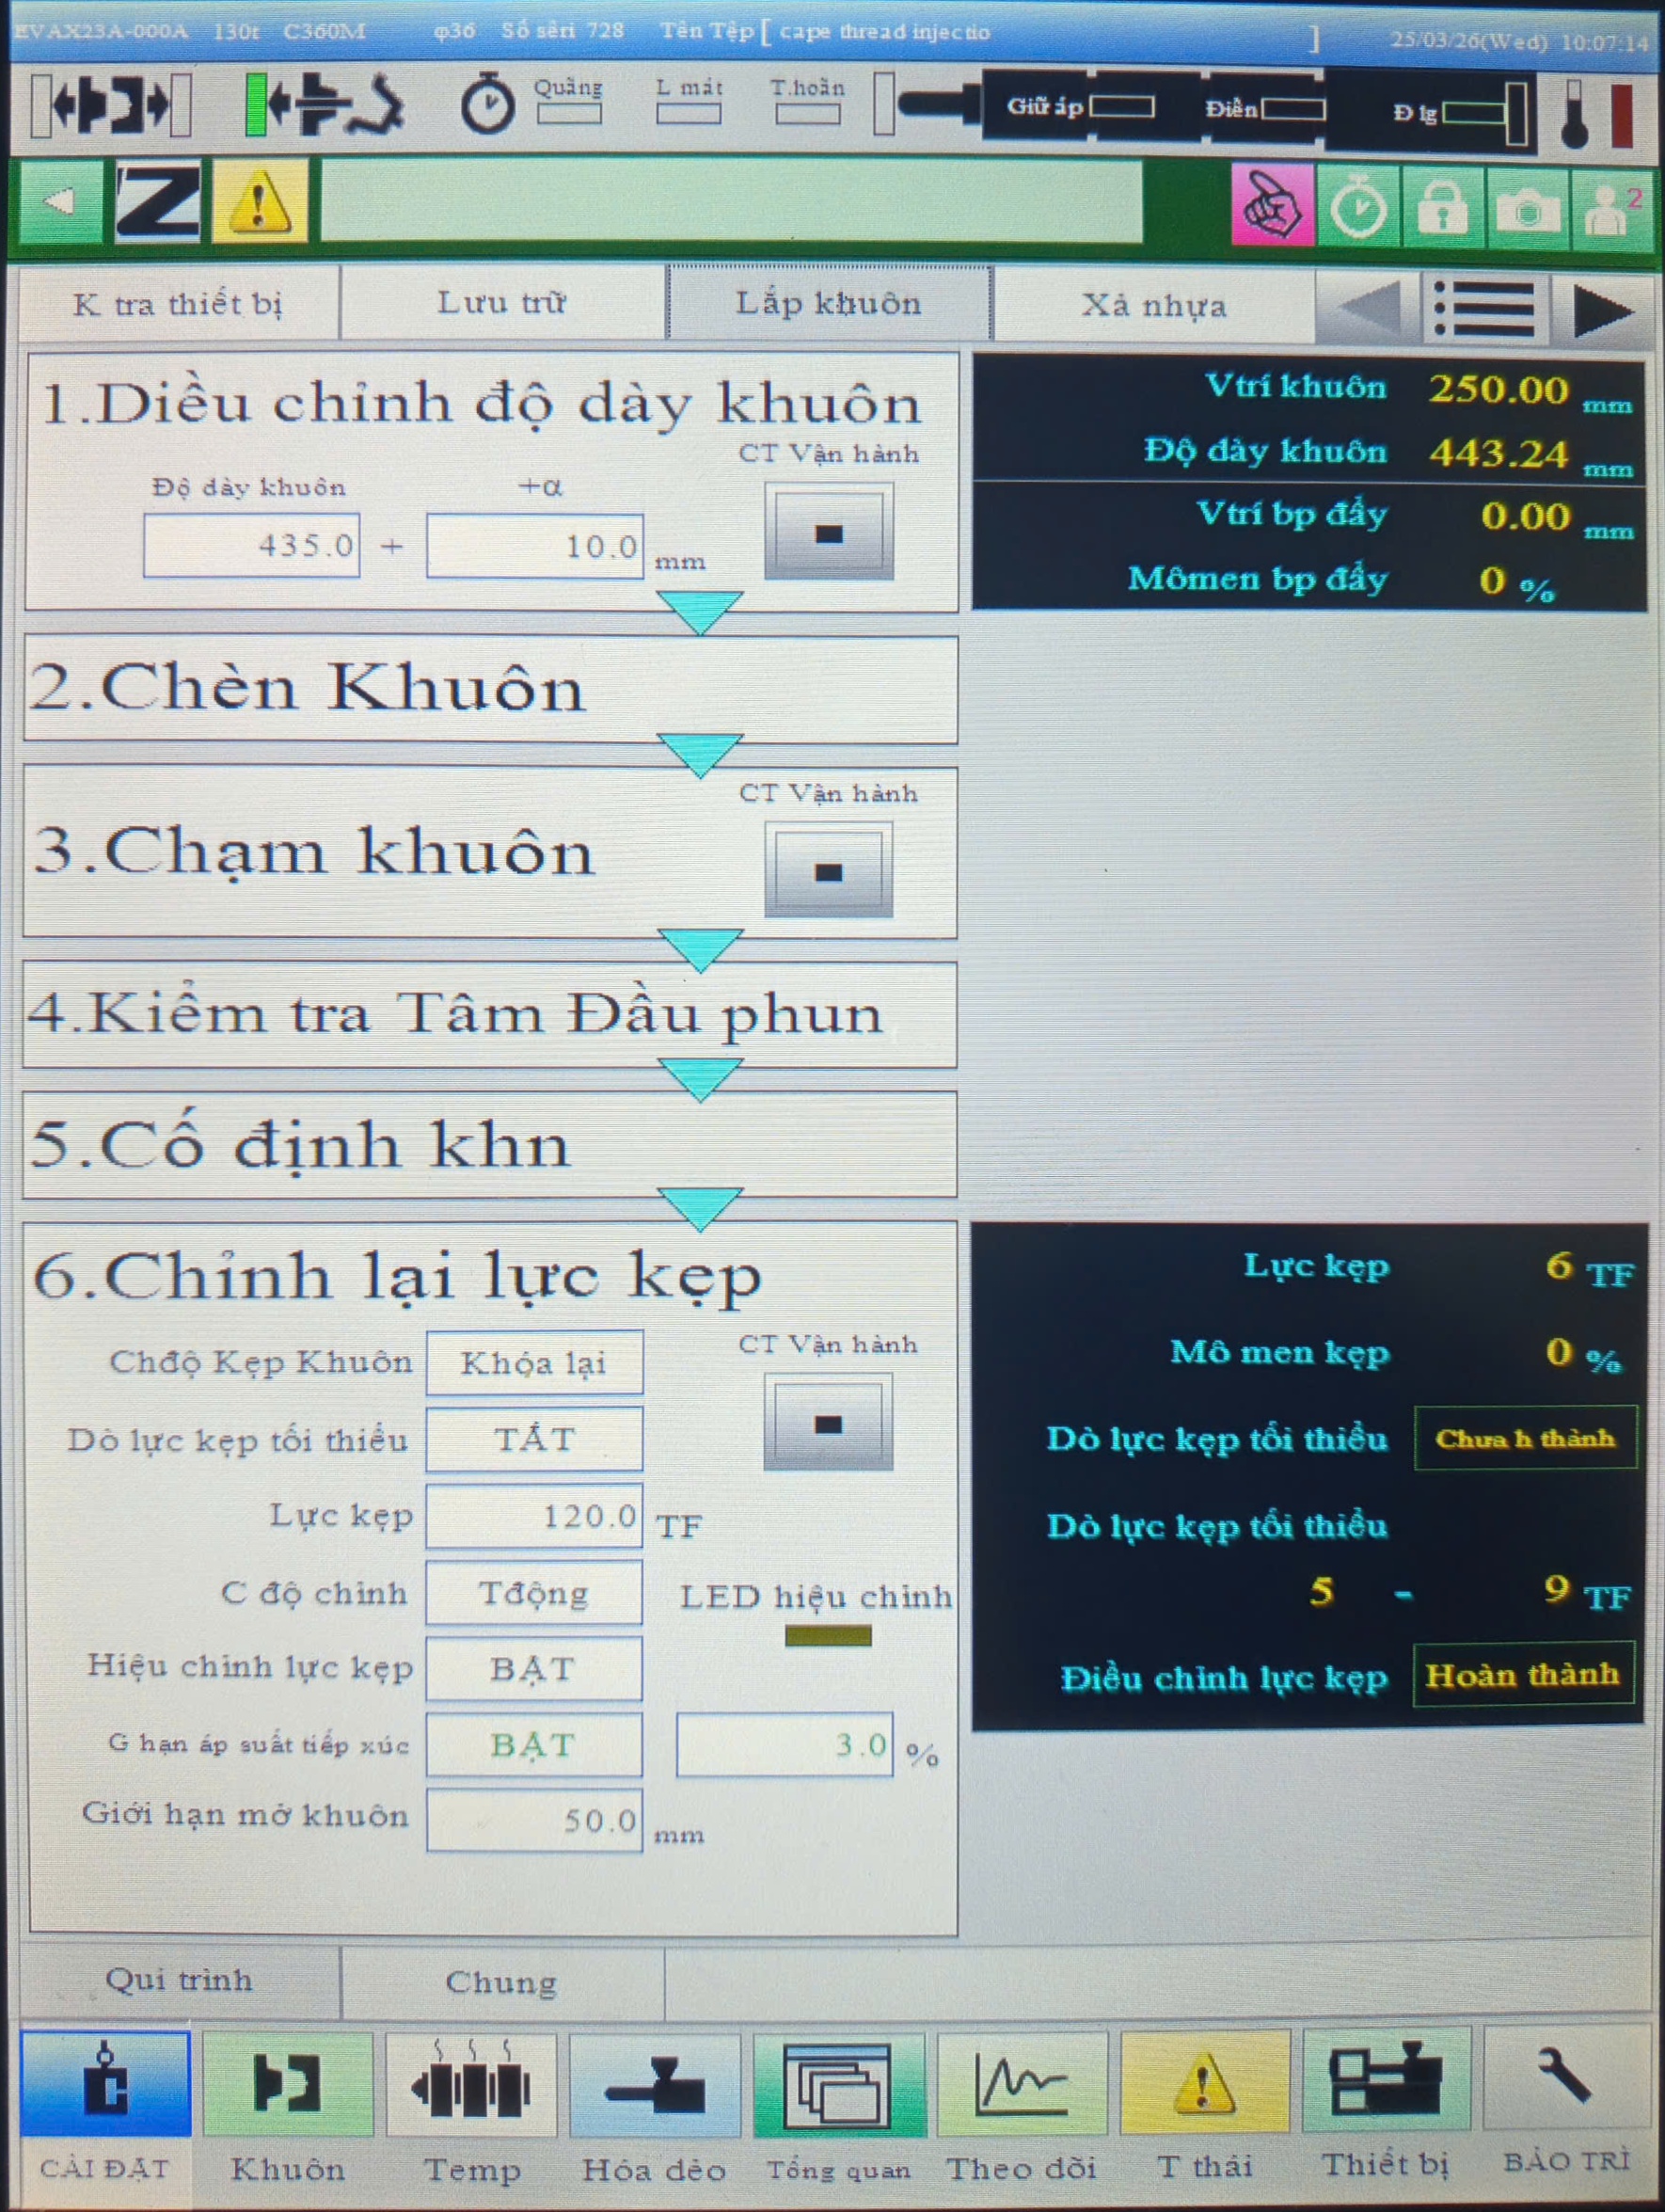 EVAX23A-000A 130t C360M φ36 Số sêri 728 Tên Tệp [ cape thread injectio ] 25/03/26(Wed) 10:07:14
Quãng L mát T.hoãn Giữ áp Điền Đ lg
2
K tra thiết bị Lưu trữ Lắp khuôn Xả nhựa
1.Diều chỉnh độ dày khuôn
CT Vận hành
Độ dày khuôn +α
435.0 + 10.0 mm
Vtrí khuôn 250.00 mm
Độ dày khuôn 443.24 mm
Vtrí bp đẩy 0.00 mm
Mômen bp đẩy 0 %
2.Chèn Khuôn
CT Vận hành
3.Chạm khuôn
4.Kiểm tra Tâm Đầu phun
5.Cố định khn
6.Chỉnh lại lực kẹp
CT Vận hành
Chđộ Kẹp Khuôn Khóa lại
Dò lực kẹp tối thiểu TẮT
Lực kẹp 120.0 TF
C độ chỉnh Tđộng LED hiệu chỉnh
Hiệu chỉnh lực kẹp BẬT
G hạn áp suất tiếp xúc BẬT 3.0 %
Giới hạn mở khuôn 50.0 mm
Lực kẹp 6 TF
Mô men kẹp 0 %
Dò lực kẹp tối thiểu Chưa h thành
Dò lực kẹp tối thiểu
5 - 9 TF
Điều chỉnh lực kẹp Hoàn thành
Qui trình Chung
CÀI ĐẶT Khuôn Temp Hóa dẻo Tổng quan Theo dõi T thái Thiết bị BẢO TRÌ